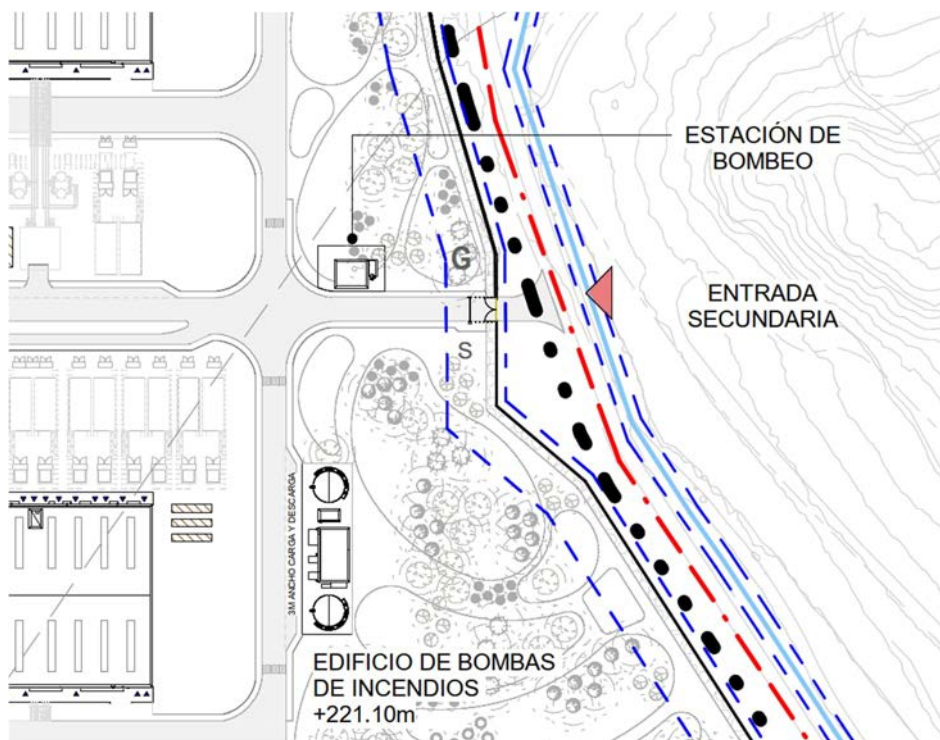 ESTACIÓN DE
BOMBEO
G
ENTRADA
SECUNDARIA
S
3M ANCHO CARGA Y DESCARGA
EDIFICIO DE BOMBAS
DE INCENDIOS
+221.10m